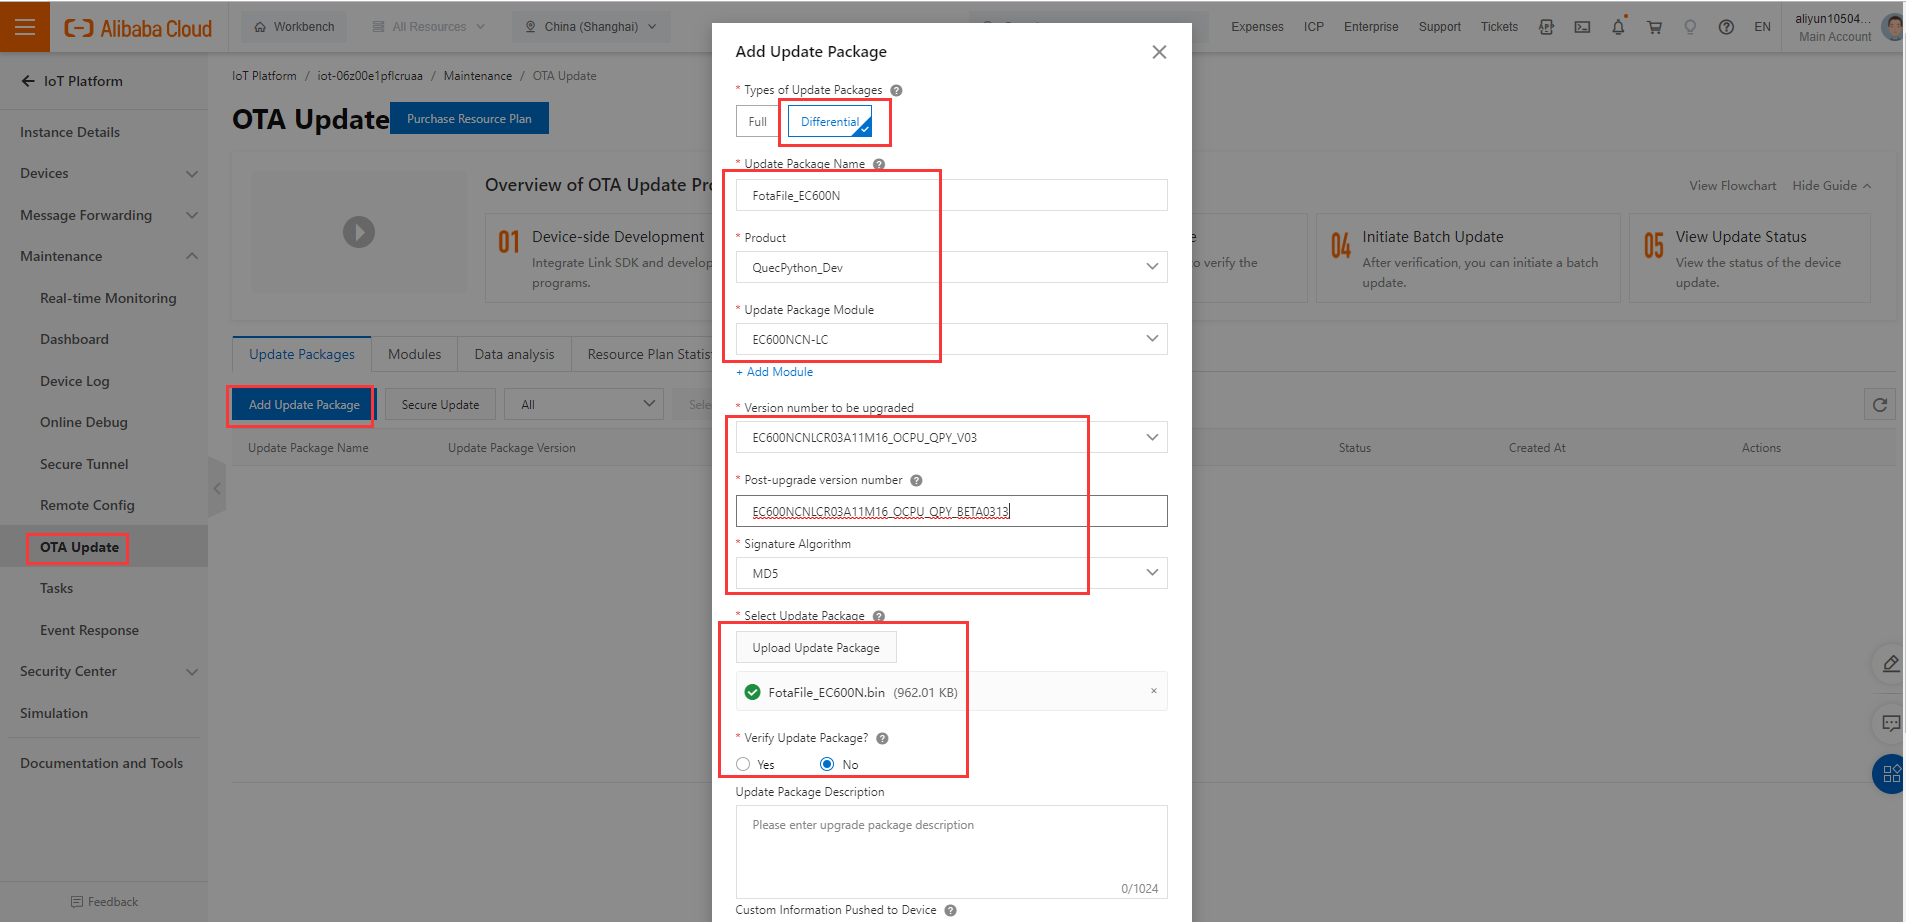 Alibaba Cloud
Workbench
All Resources
China (Shanghai)
Expenses
ICP
Enterprise
Support
Tickets
EN
aliyun10504...
Main Account
IoT Platform
Instance Details
Devices
Message Forwarding
Maintenance
Real-time Monitoring
Dashboard
Device Log
Online Debug
Secure Tunnel
Remote Config
OTA Update
Tasks
Event Response
Security Center
Simulation
Documentation and Tools
Feedback
IoT Platform / iot-06z00e1pflcruaa / Maintenance / OTA Update
OTA Update
Purchase Resource Plan
Overview of OTA Update Pr
View Flowchart
Hide Guide
01 Device-side Development
Integrate Link SDK and develop
programs.
to verify the
04 Initiate Batch Update
After verification, you can initiate a batch
update.
05 View Update Status
View the status of the device
update.
Update Packages
Modules
Data analysis
Resource Plan Statist
Add Update Package
Secure Update
All
Sele
Update Package Name
Update Package Version
Status
Created At
Actions
Add Update Package
* Types of Update Packages
Full
Differential
* Update Package Name
FotaFile_EC600N
* Product
QuecPython_Dev
* Update Package Module
EC600NCN-LC
+ Add Module
* Version number to be upgraded
EC600NCNLCR03A11M16_OCPU_QPY_V03
* Post-upgrade version number
EC600NCNLCR03A11M16_OCPU_QPY_BETA0313
* Signature Algorithm
MD5
* Select Update Package
Upload Update Package
FotaFile_EC600N.bin (962.01 KB)
* Verify Update Package?
Yes
No
Update Package Description
Please enter upgrade package description
0/1024
Custom Information Pushed to Device